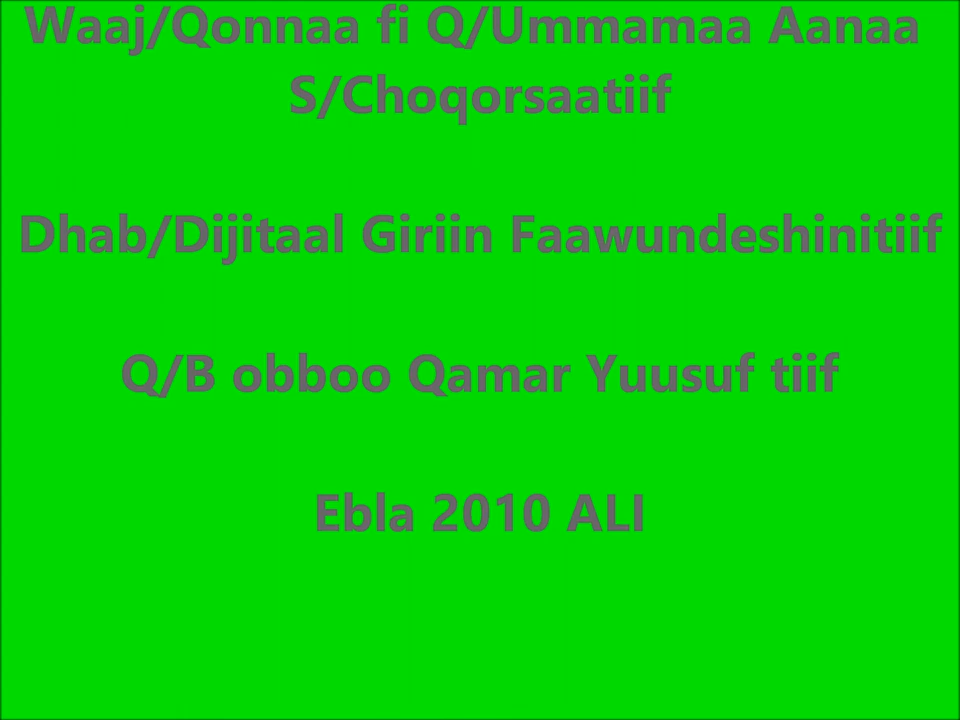 Waaj/Qonnaa fi Q/Ummamaa Aanaa
S/Choqorsaatiif
Dhab/Dijitaal Giriin Faawundeshinitiif
Q/B obboo Qamar Yuusuf tiif
Ebla 2010 ALI